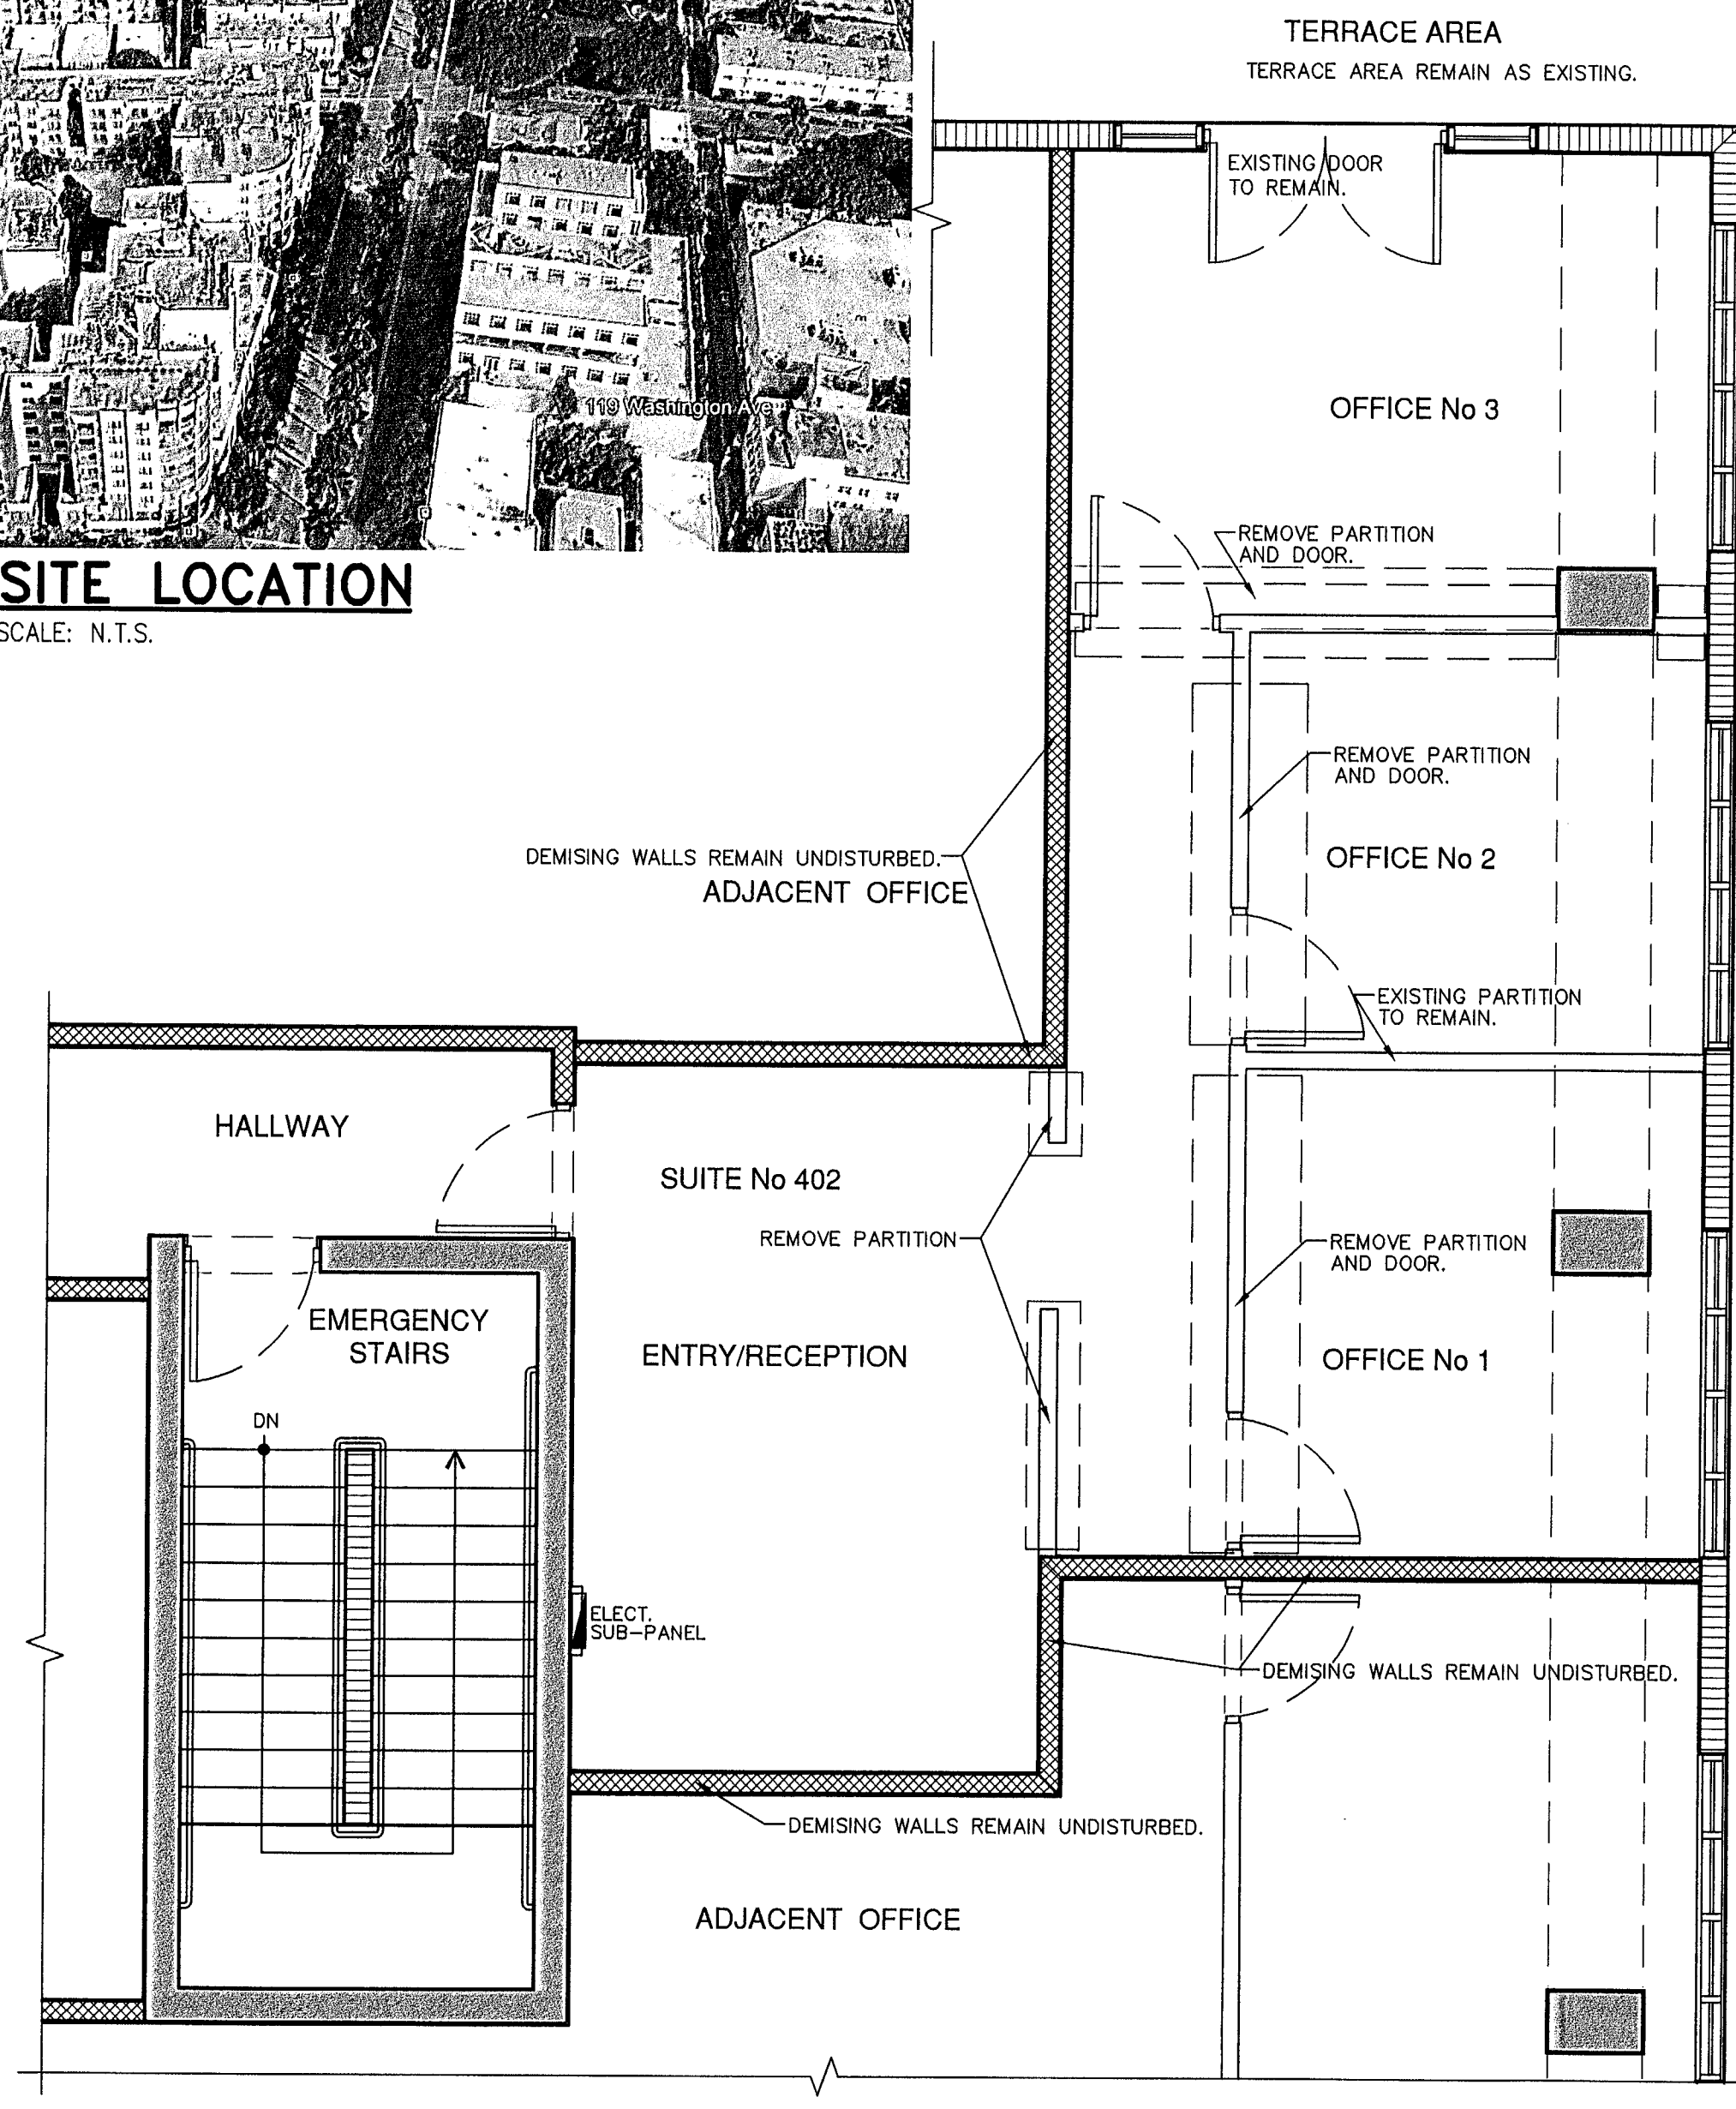 TERRACE AREA
TERRACE AREA REMAIN AS EXISTING.
EXISTING DOOR
TO REMAIN.
119 Washington Ave
OFFICE No 3
SITE LOCATION
SCALE: N.T.S.
REMOVE PARTITION
AND DOOR.
REMOVE PARTITION
AND DOOR.
DEMISING WALLS REMAIN UNDISTURBED.
ADJACENT OFFICE
OFFICE No 2
EXISTING PARTITION
TO REMAIN.
HALLWAY
SUITE No 402
REMOVE PARTITION
REMOVE PARTITION
AND DOOR.
EMERGENCY
STAIRS
ENTRY/RECEPTION
OFFICE No 1
DN
ELECT.
SUB-PANEL
DEMISING WALLS REMAIN UNDISTURBED.
DEMISING WALLS REMAIN UNDISTURBED.
ADJACENT OFFICE